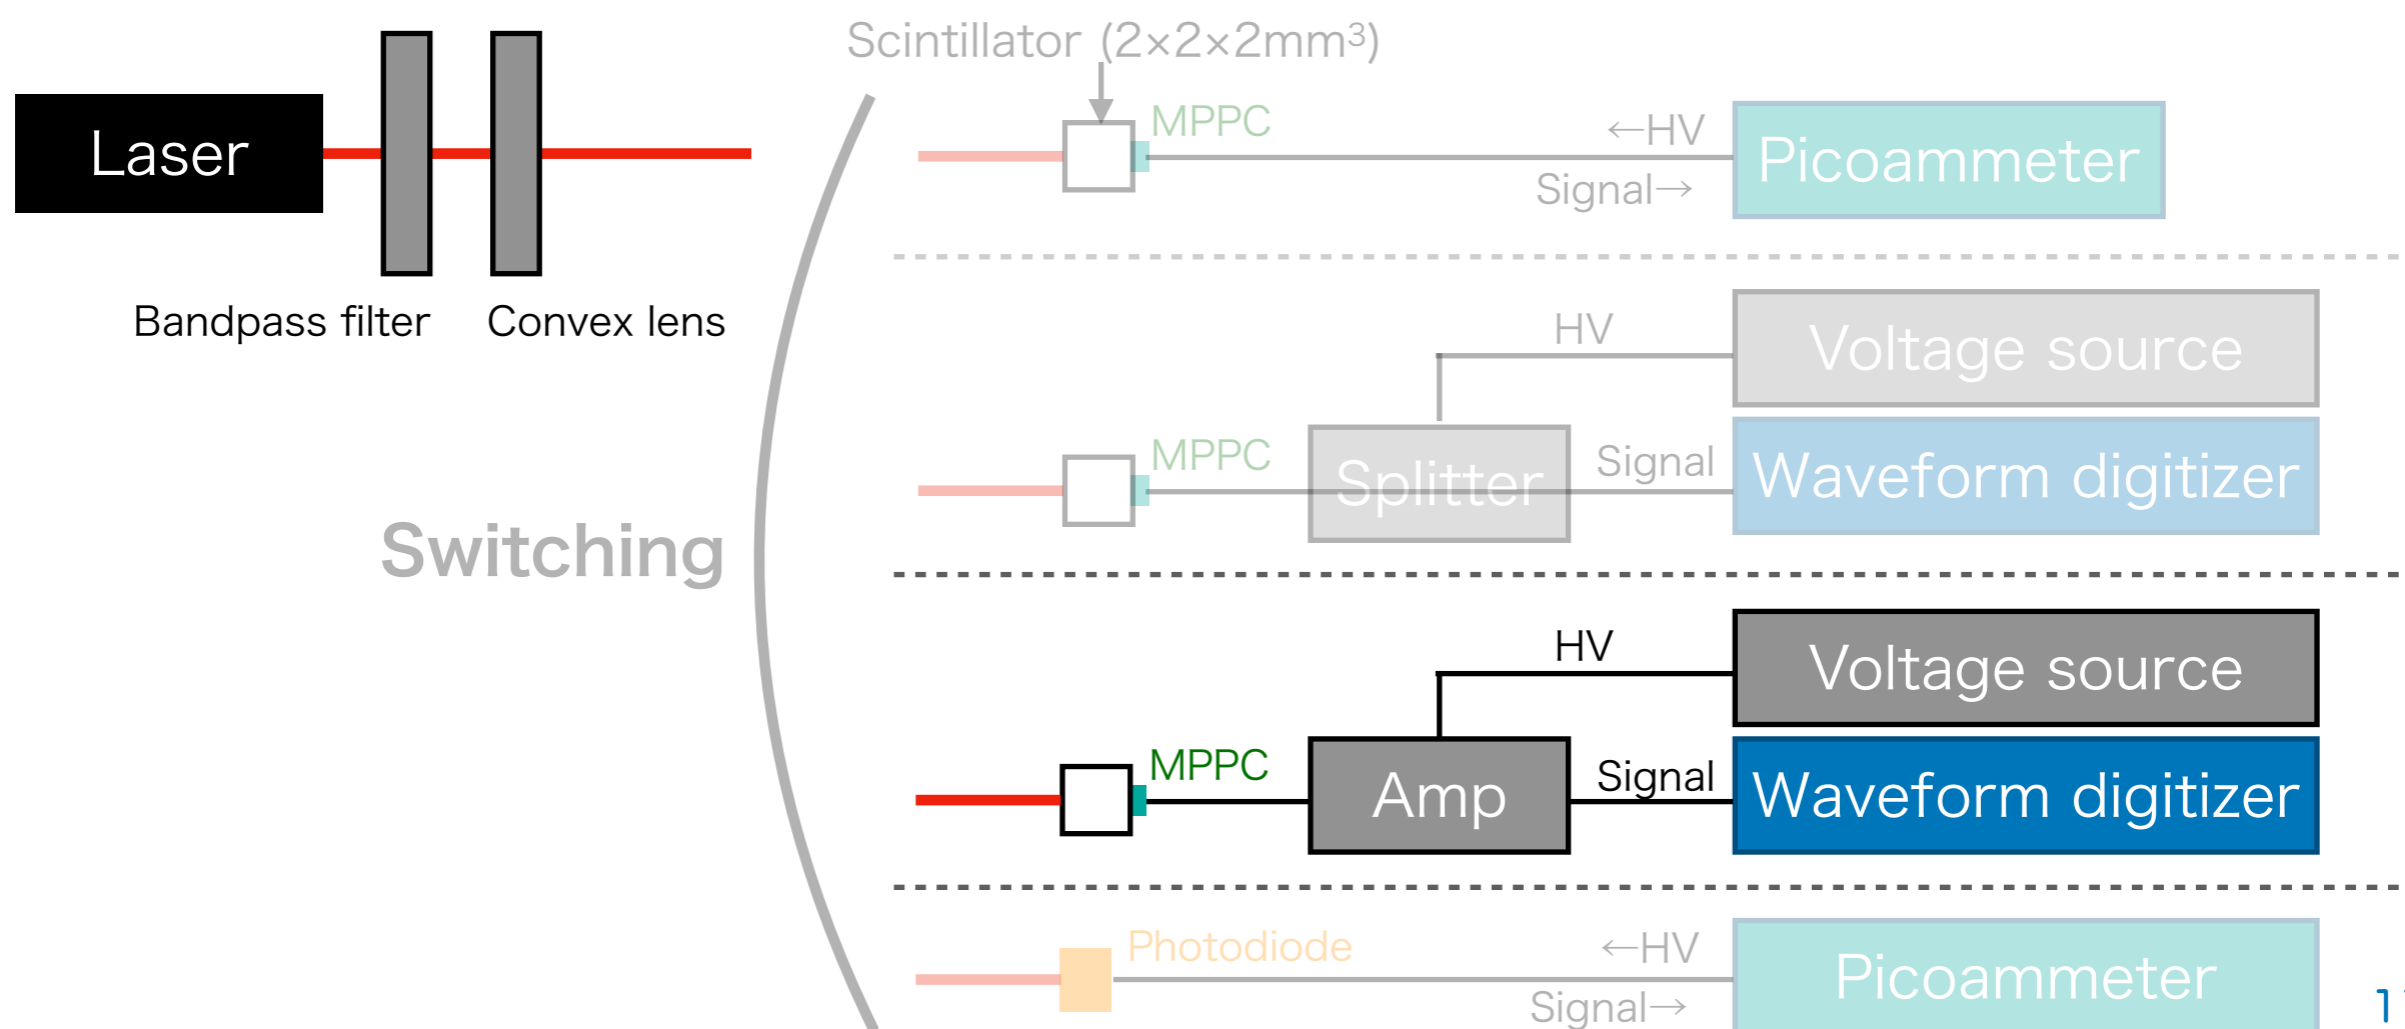 Laser
Bandpass filter
Convex lens
Switching
Scintillator (2×2×2mm³)
MPPC
←HV
Signal→
Picoammeter
HV
Voltage source
MPPC
Splitter
Signal
Waveform digitizer
HV
Voltage source
MPPC
Amp
Signal
Waveform digitizer
Photodiode
←HV
Signal→
Picoammeter